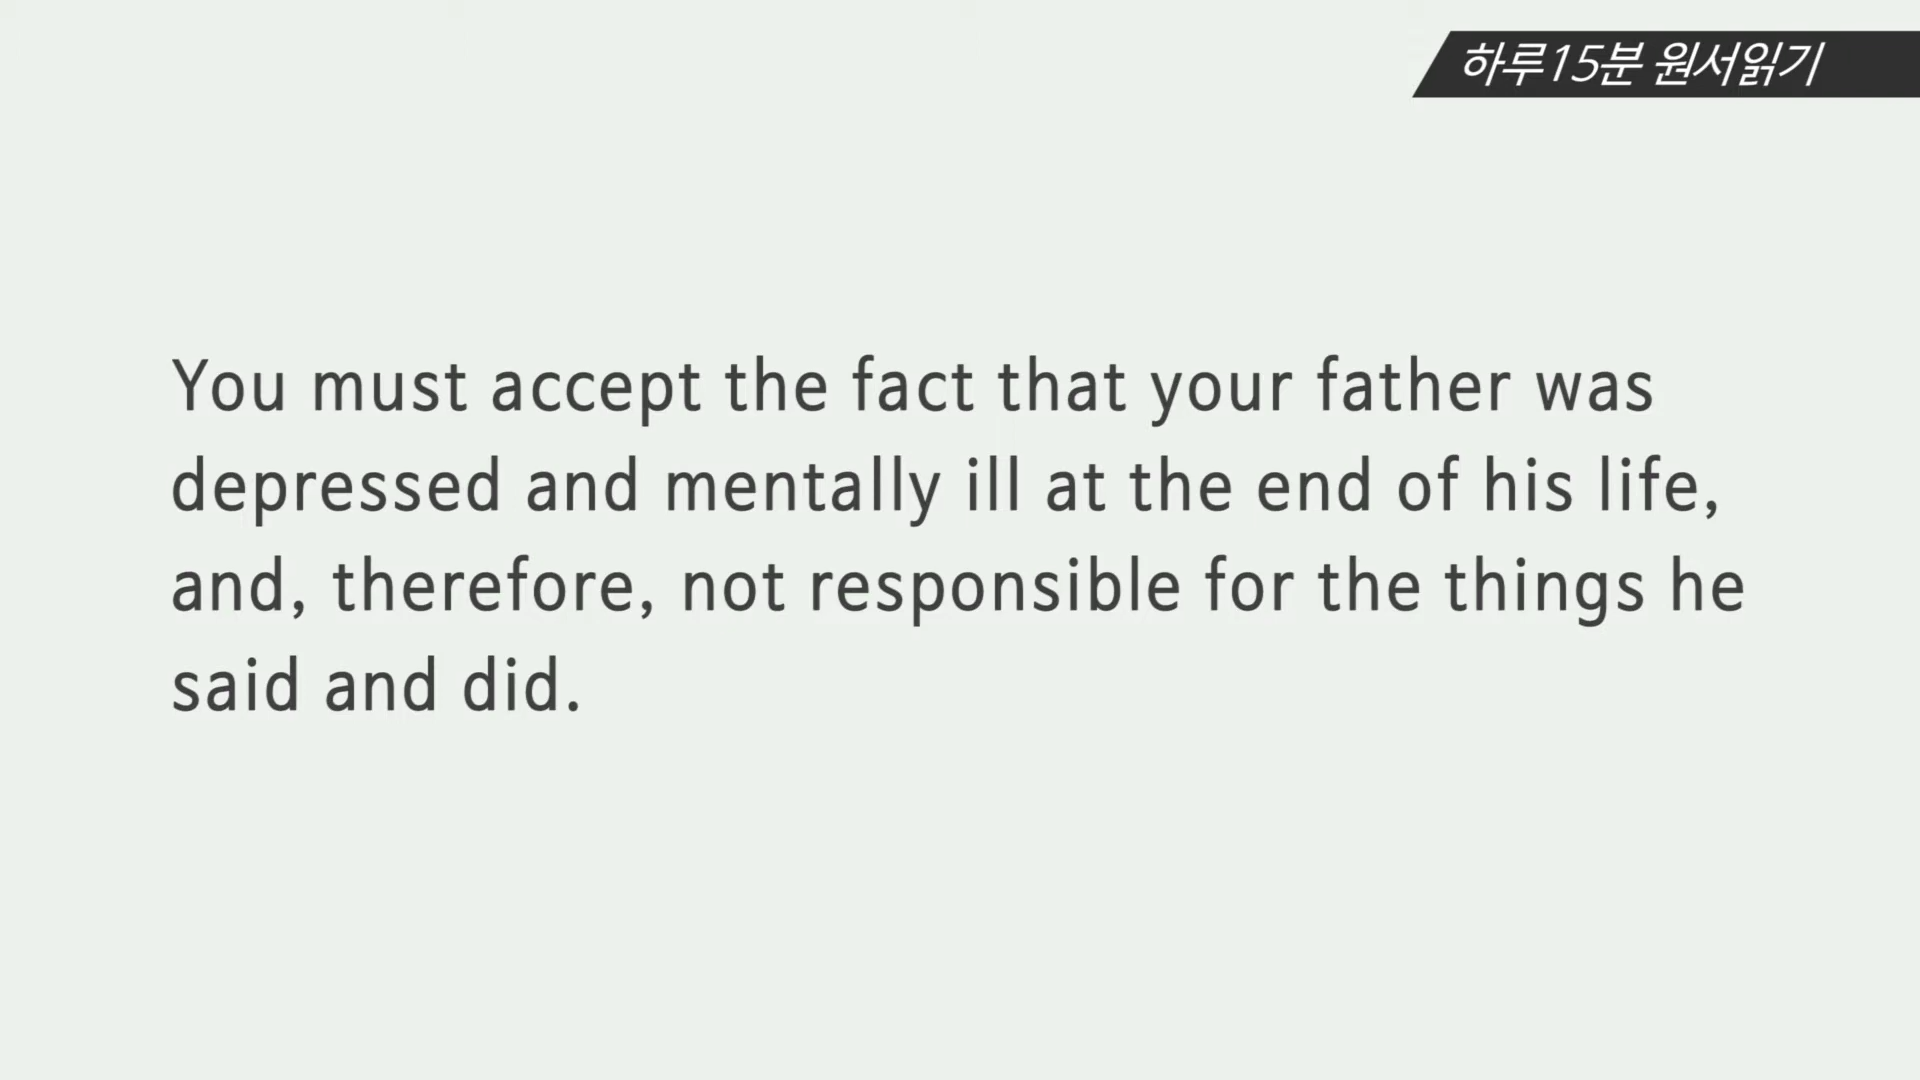 하루15분 원서읽기
You must accept the fact that your father was
depressed and mentally ill at the end of his life,
and, therefore, not responsible for the things he
said and did.